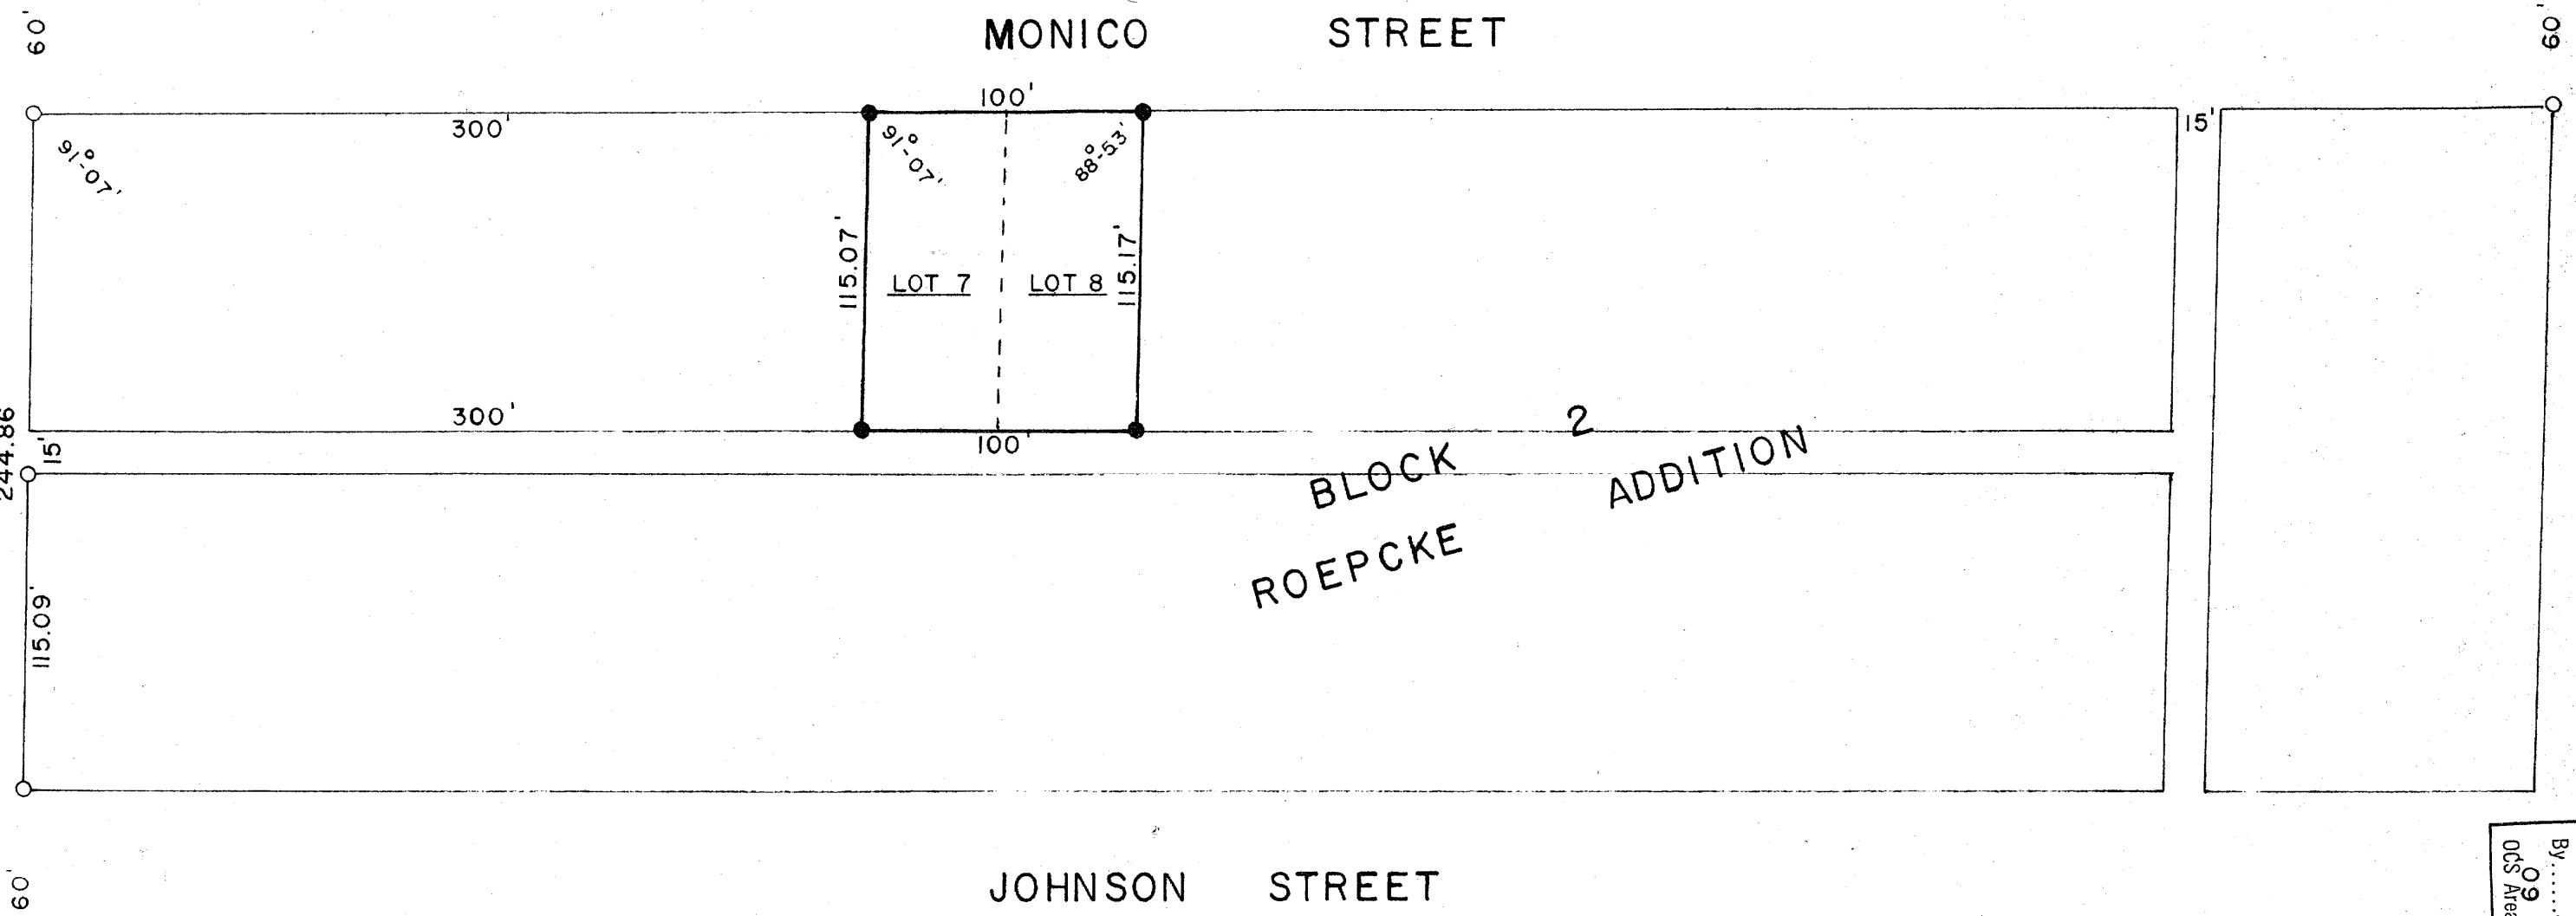 60'
MONICO STREET
60'
100'
300'
15'
91°-07'
91°-07'
88°-53'
115.07'
115.17'
LOT 7
LOT 8
300'
100'
244.86
15'
2
BLOCK ADDITION
ROEPCKE
115.09'
By......
60'
OCS Area
JOHNSON STREET
60'